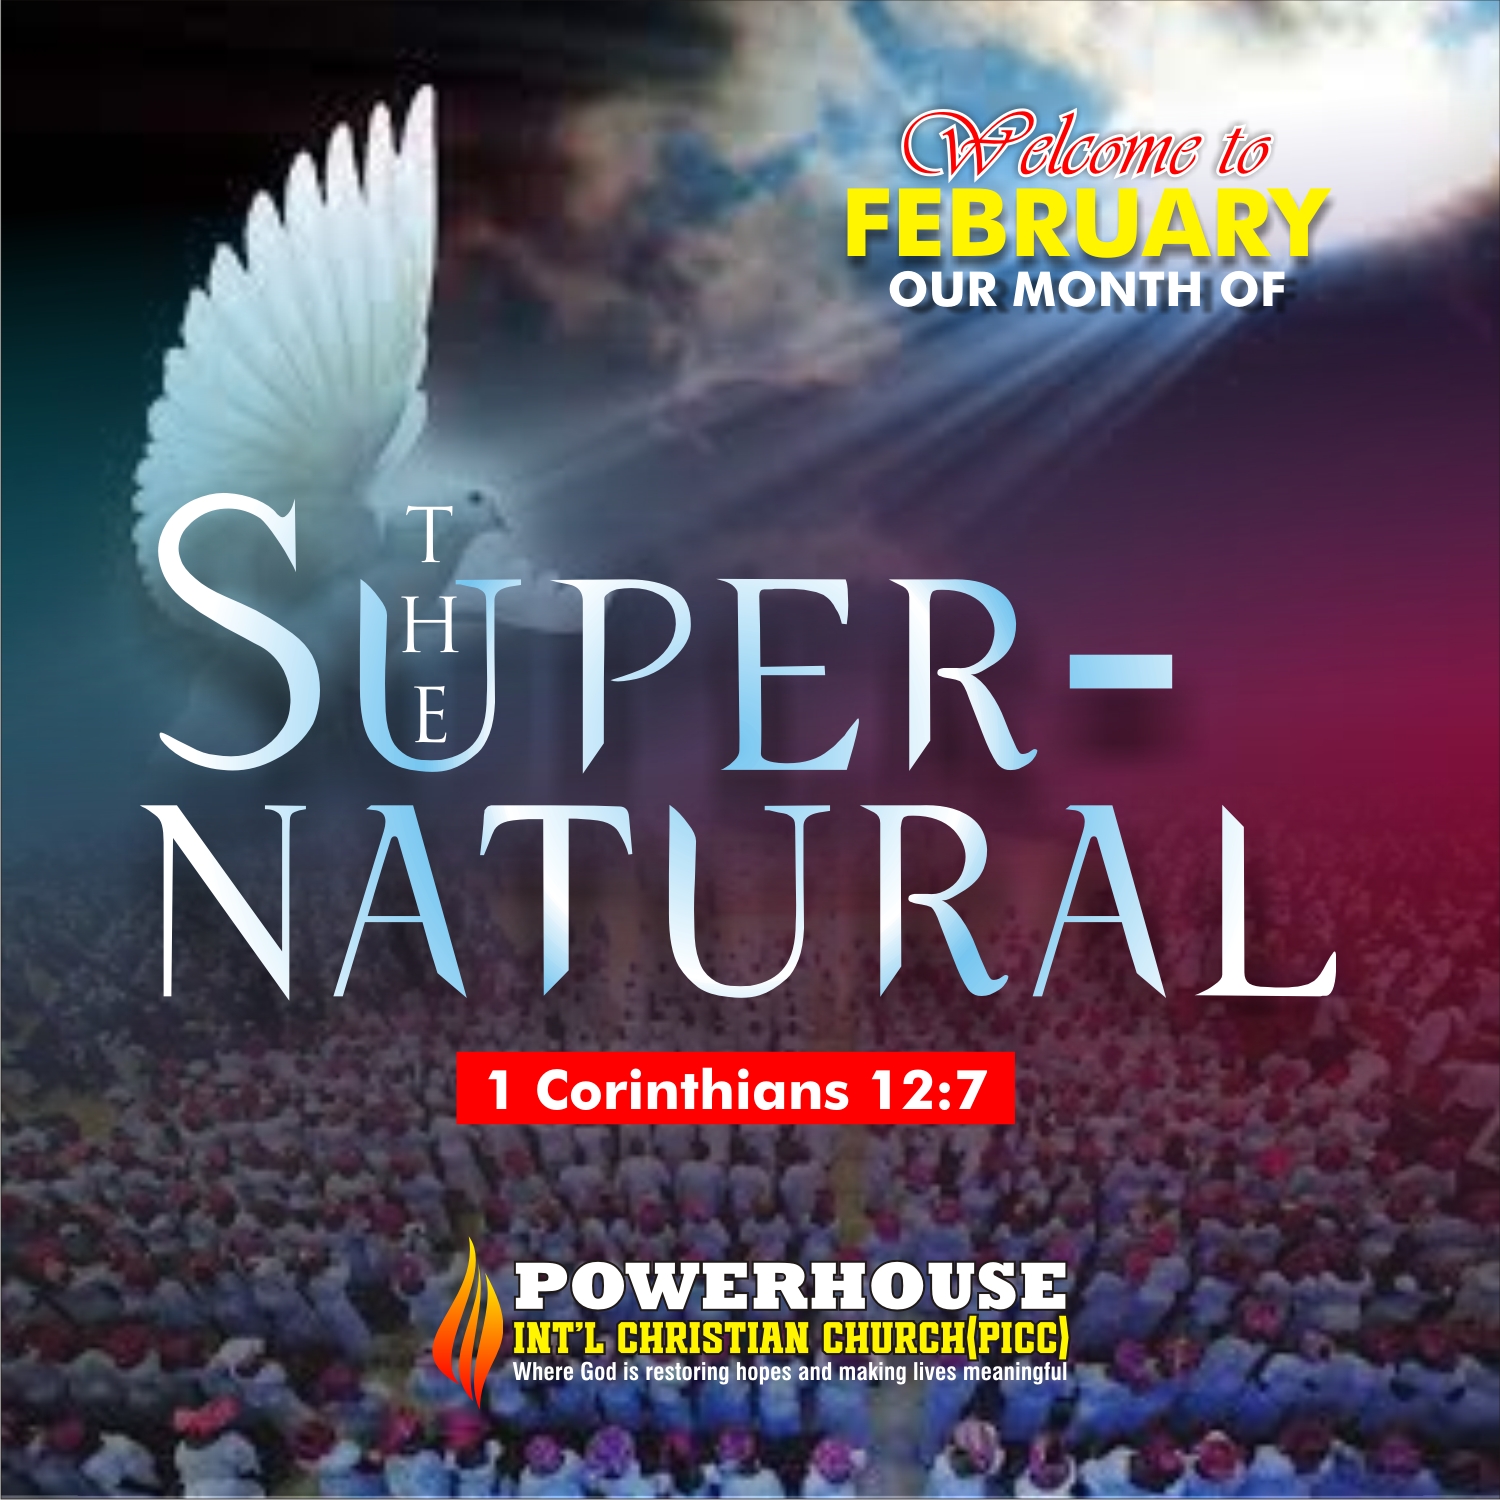 Welcome to
FEBRUARY
OUR MONTH OF
THE
SUPER-
NATURAL
1 Corinthians 12:7
POWERHOUSE
INT'L CHRISTIAN CHURCH(PICC)
Where God is restoring hopes and making lives meaningful